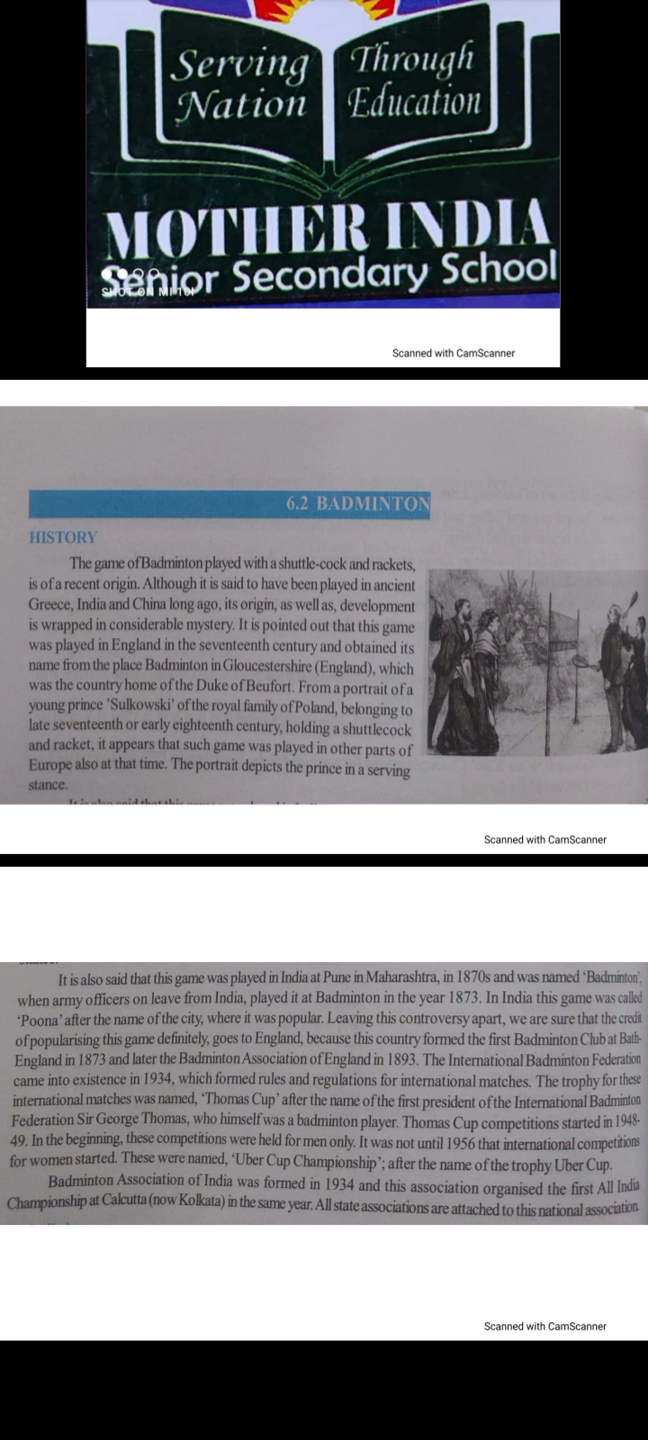 Serving Through
Nation Education
MOTHER INDIA
Senior Secondary School
SHOT ON MI 10I
Scanned with CamScanner
6.2 BADMINTON
HISTORY
The game of Badminton played with a shuttle-cock and rackets,
is of a recent origin. Although it is said to have been played in ancient
Greece, India and China long ago, its origin, as well as, development
is wrapped in considerable mystery. It is pointed out that this game
was played in England in the seventeenth century and obtained its
name from the place Badminton in Gloucestershire (England), which
was the country home of the Duke of Beufort. From a portrait of a
young prince 'Sulkowski' of the royal family of Poland, belonging to
late seventeenth or early eighteenth century, holding a shuttlecock
and racket, it appears that such game was played in other parts of
Europe also at that time. The portrait depicts the prince in a serving
stance.
It is also said that this
Scanned with CamScanner
It is also said that this game was played in India at Pune in Maharashtra, in 1870s and was named 'Badminton',
when army officers on leave from India, played it at Badminton in the year 1873. In India this game was called
'Poona' after the name of the city, where it was popular. Leaving this controversy apart, we are sure that the credit
of popularising this game definitely, goes to England, because this country formed the first Badminton Club at Bath-
England in 1873 and later the Badminton Association of England in 1893. The International Badminton Federation
came into existence in 1934, which formed rules and regulations for international matches. The trophy for these
international matches was named, 'Thomas Cup' after the name of the first president of the International Badminton
Federation Sir George Thomas, who himself was a badminton player. Thomas Cup competitions started in 1948-
49. In the beginning, these competitions were held for men only. It was not until 1956 that international competitions
for women started. These were named, 'Uber Cup Championship'; after the name of the trophy Uber Cup.
Badminton Association of India was formed in 1934 and this association organised the first All India
Championship at Calcutta (now Kolkata) in the same year. All state associations are attached to this national association.
Scanned with CamScanner